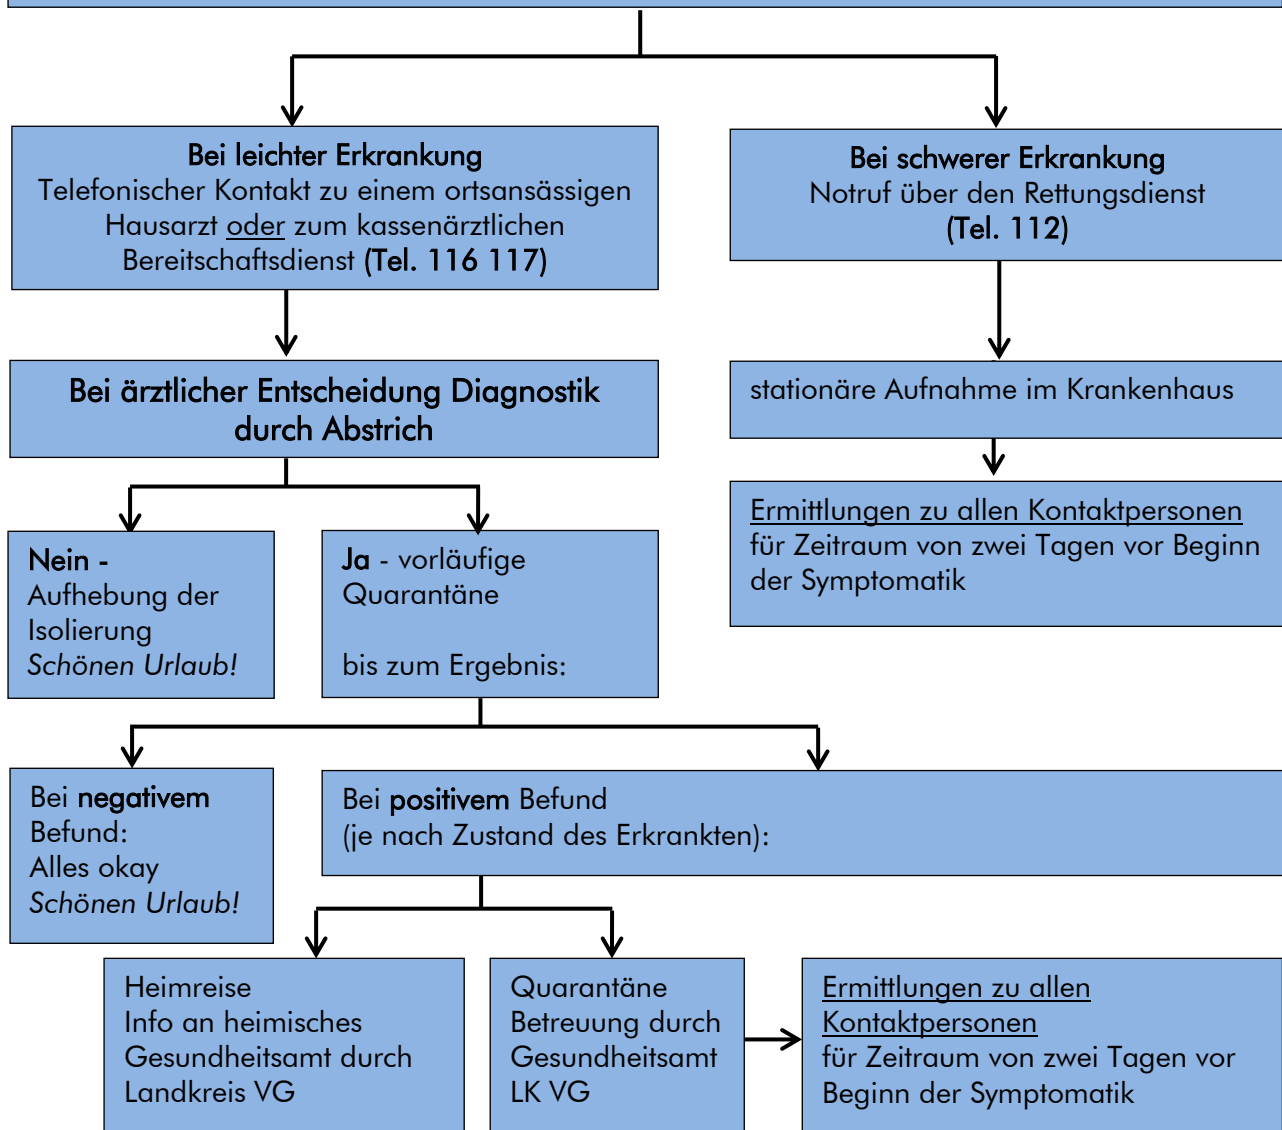 Bei leichter Erkrankung
Telefonischer Kontakt zu einem ortsansässigen
Hausarzt oder zum kassenärztlichen
Bereitschaftsdienst (Tel. 116 117)
Bei schwerer Erkrankung
Notruf über den Rettungsdienst
(Tel. 112)
Bei ärztlicher Entscheidung Diagnostik
durch Abstrich
stationäre Aufnahme im Krankenhaus
Ermittlungen zu allen Kontaktpersonen
für Zeitraum von zwei Tagen vor Beginn
der Symptomatik
Nein -
Aufhebung der
Isolierung
Schönen Urlaub!
Ja - vorläufige
Quarantäne
bis zum Ergebnis:
Bei negativem
Befund:
Alles okay
Schönen Urlaub!
Bei positivem Befund
(je nach Zustand des Erkrankten):
Heimreise
Info an heimisches
Gesundheitsamt durch
Landkreis VG
Quarantäne
Betreuung durch
Gesundheitsamt
LK VG
Ermittlungen zu allen
Kontaktpersonen
für Zeitraum von zwei Tagen vor
Beginn der Symptomatik